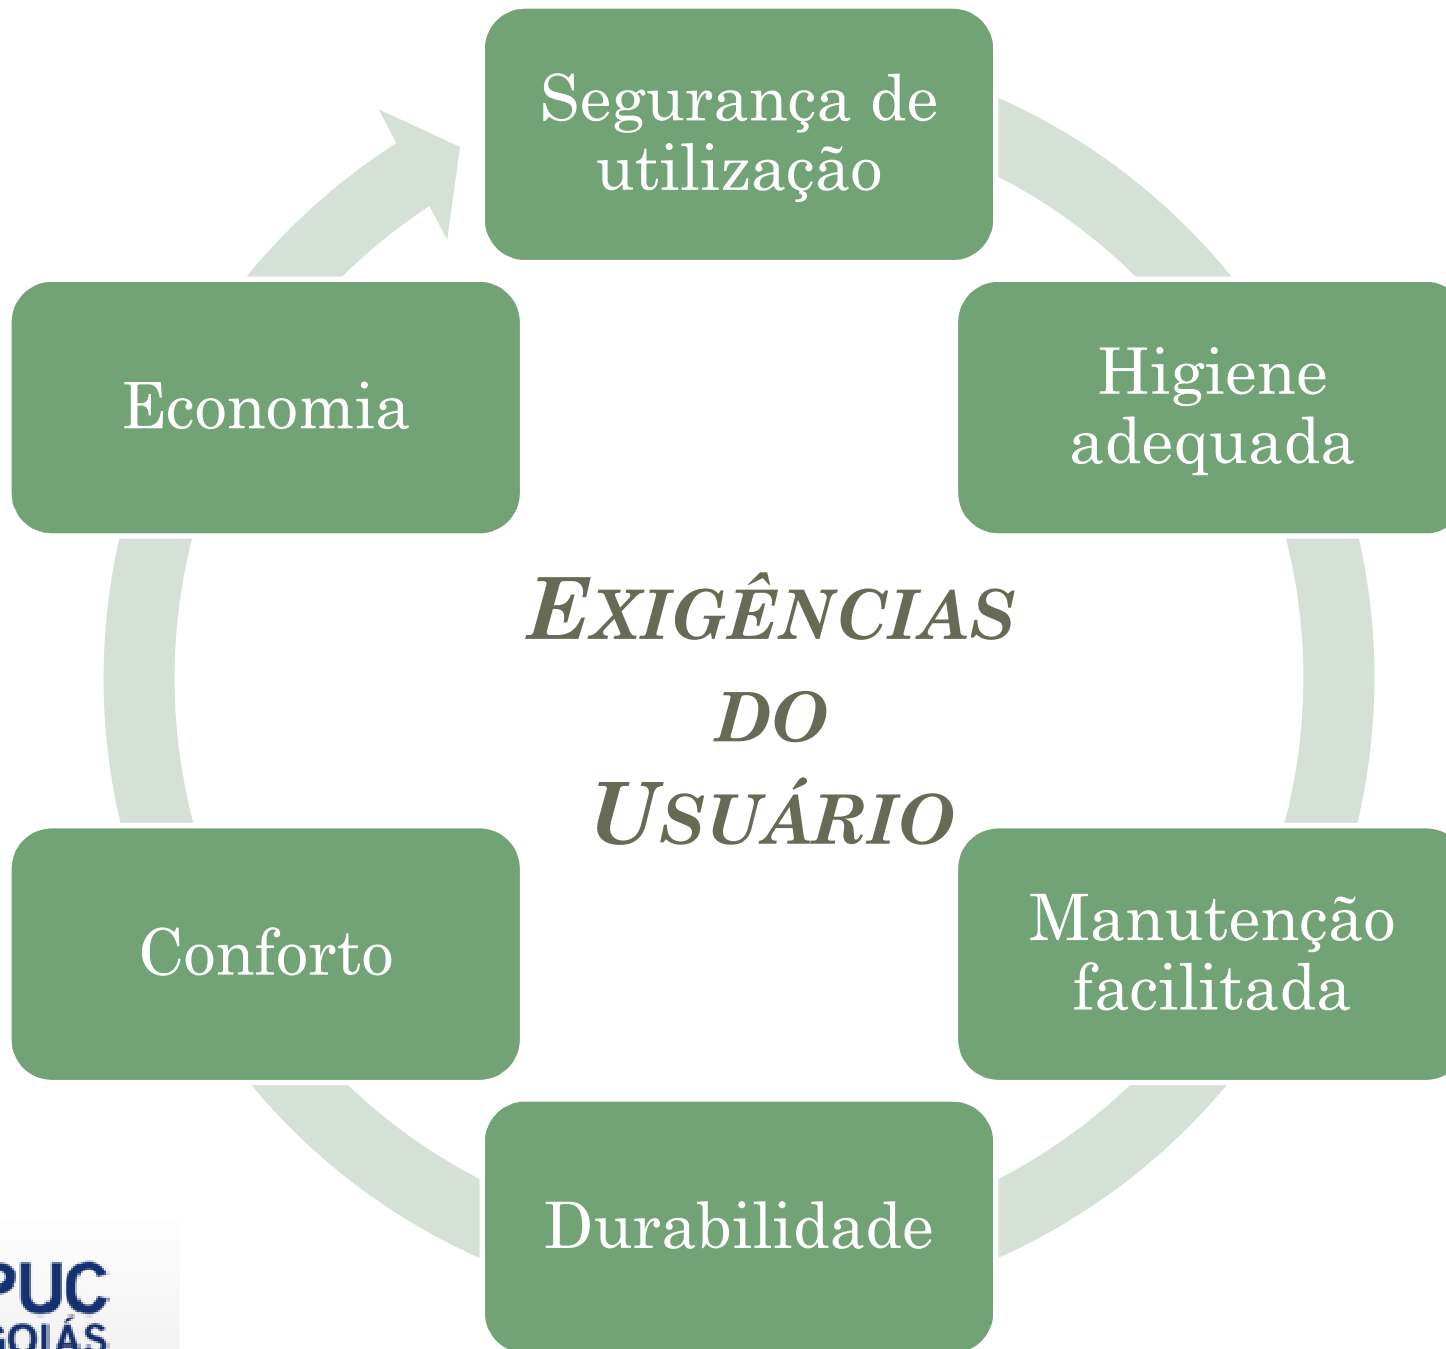 Segurança de
utilização
Higiene
adequada
Manutenção
facilitada
Durabilidade
Conforto
Economia
EXIGÊNCIAS
DO
USUÁRIO
PUC
GOIÁS